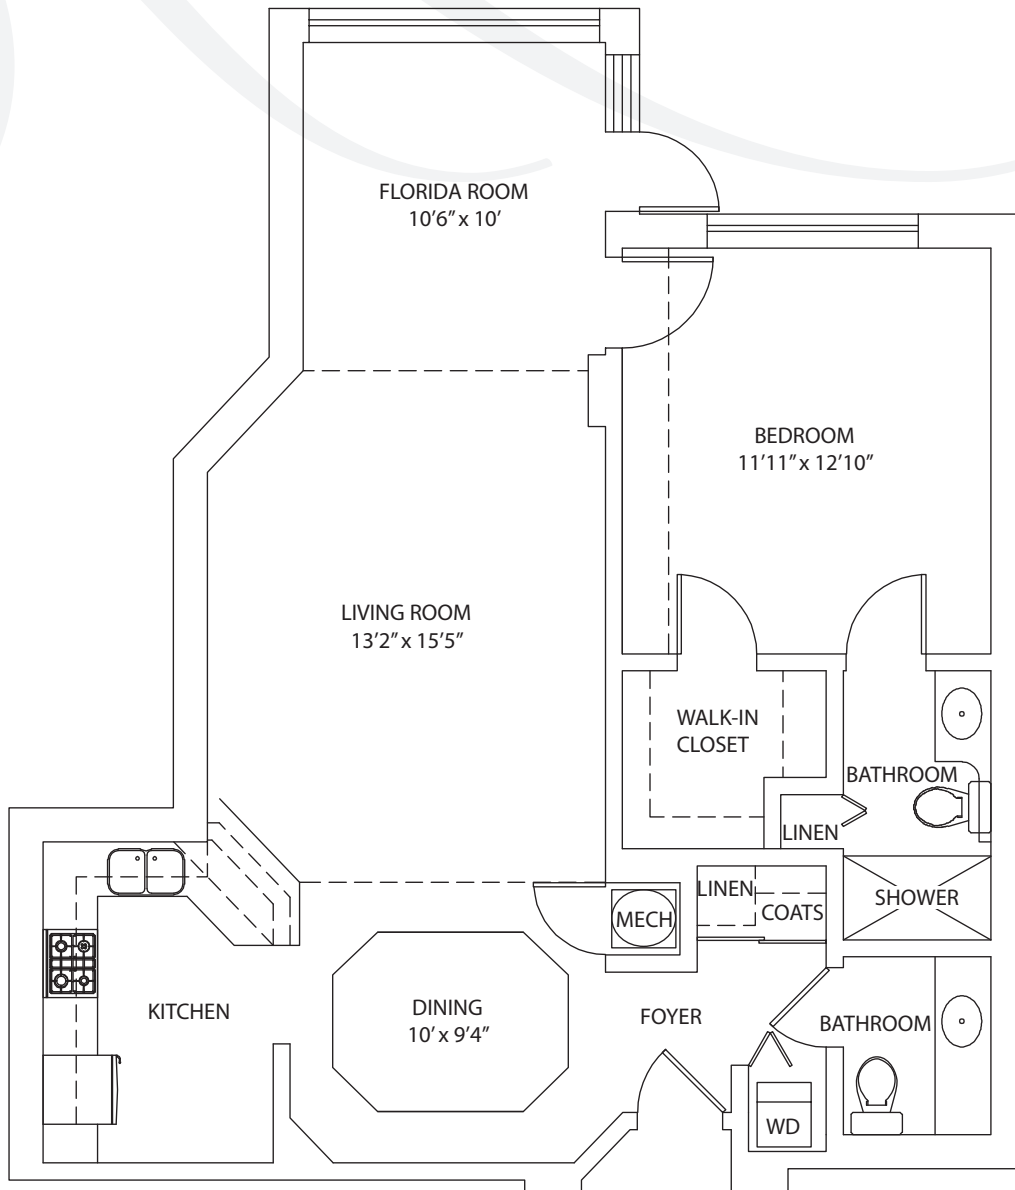 FLORIDA ROOM
10’6” x 10’
BEDROOM
11’11” x 12’10”
LIVING ROOM
13’2” x 15’5”
WALK-IN
CLOSET
BATHROOM
LINEN
LINEN
COATS
SHOWER
MECH
KITCHEN
DINING
10’ x 9’4”
FOYER
BATHROOM
WD